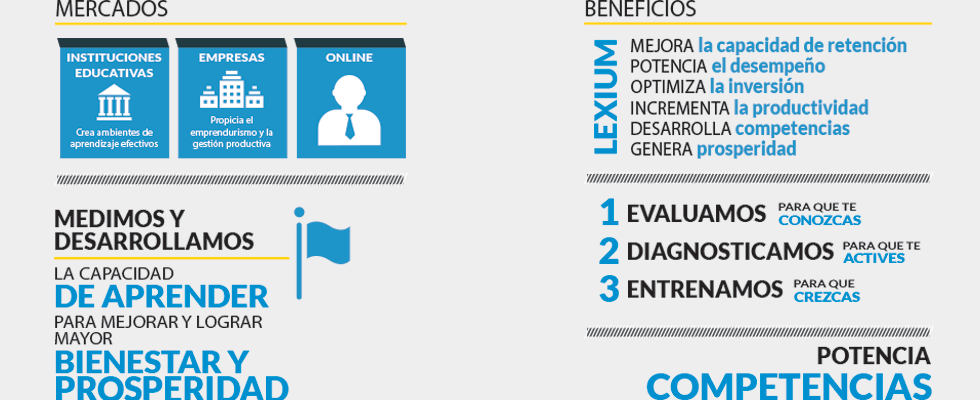 MERCADOS
INSTITUCIONES
EDUCATIVAS
Crea ambientes de
aprendizaje efectivos
EMPRESAS
Propicia el
emprendurismo y la
gestión productiva
ONLINE
MEDIMOS Y
DESARROLLAMOS
LA CAPACIDAD
DE APRENDER
PARA MEJORAR Y LOGRAR
MAYOR
BIENESTAR Y
PROSPERIDAD
BENEFICIOS
LEXIUM
MEJORA la capacidad de retención
POTENCIA el desempeño
OPTIMIZA la inversión
INCREMENTA la productividad
DESARROLLA competencias
GENERA prosperidad
1 EVALUAMOS PARA QUE TE
CONOZCAS
2 DIAGNOSTICAMOS PARA QUE TE
ACTIVES
3 ENTRENAMOS PARA QUE
CREZCAS
POTENCIA
COMPETENCIAS